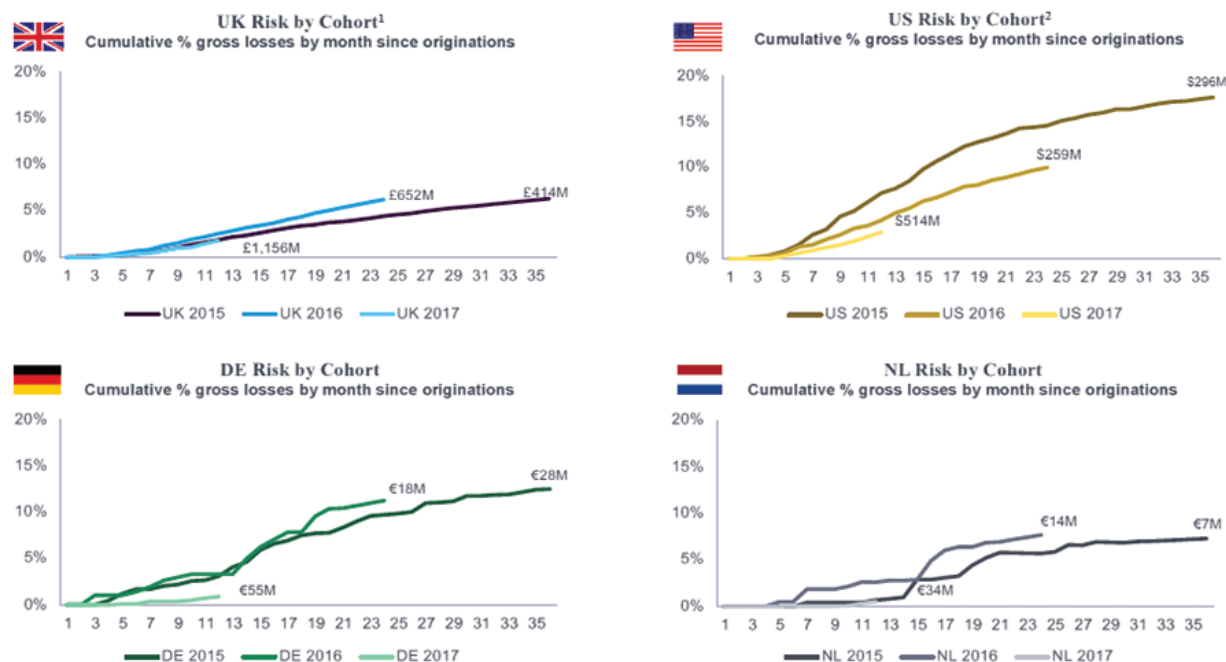 UK Risk by Cohort¹
Cumulative % gross losses by month since originations
20%
15%
10%
5%
0%
£652M
£414M
£1,156M
1 3 5 7 9 11 13 15 17 19 21 23 25 27 29 31 33 35
UK 2015 UK 2016 UK 2017
US Risk by Cohort²
Cumulative % gross losses by month since originations
20%
15%
10%
5%
0%
$296M
$259M
$514M
1 3 5 7 9 11 13 15 17 19 21 23 25 27 29 31 33 35
US 2015 US 2016 US 2017
DE Risk by Cohort
Cumulative % gross losses by month since originations
20%
15%
10%
5%
0%
€28M
€18M
€55M
1 3 5 7 9 11 13 15 17 19 21 23 25 27 29 31 33 35
DE 2015 DE 2016 DE 2017
NL Risk by Cohort
Cumulative % gross losses by month since originations
20%
15%
10%
5%
0%
€14M
€7M
€34M
1 3 5 7 9 11 13 15 17 19 21 23 25 27 29 31 33 35
NL 2015 NL 2016 NL 2017